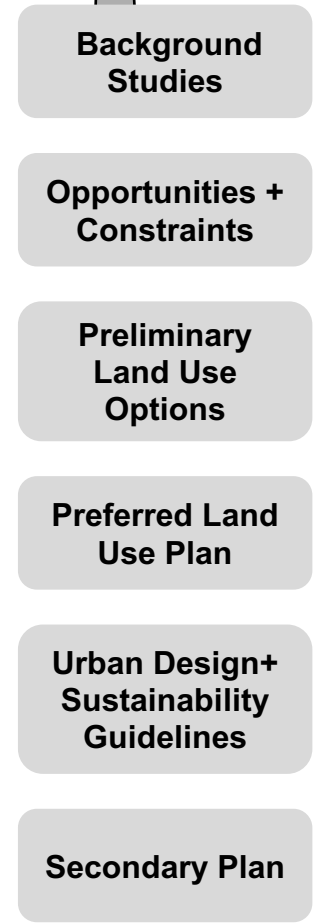 Background
Studies
Opportunities +
Constraints
Preliminary
Land Use
Options
Preferred Land
Use Plan
Urban Design+
Sustainability
Guidelines
Secondary Plan